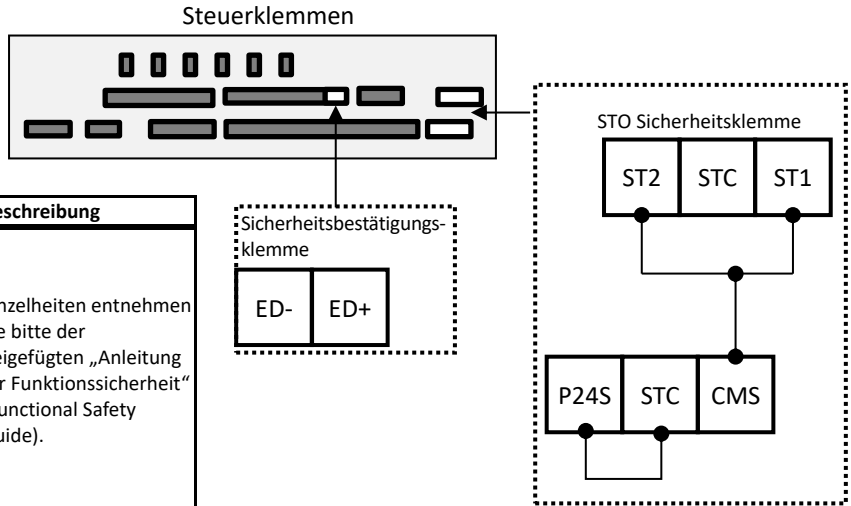 Steuerklemmen
STO Sicherheitsklemme
ST2 STC ST1
Sicherheitsbestätigungs-
klemme
ED- ED+
P24S STC CMS
eschreibung
nzelheiten entnehmen
e bitte der
eigefügten „Anleitung
r Funktionssicherheit“
unctional Safety
uide).